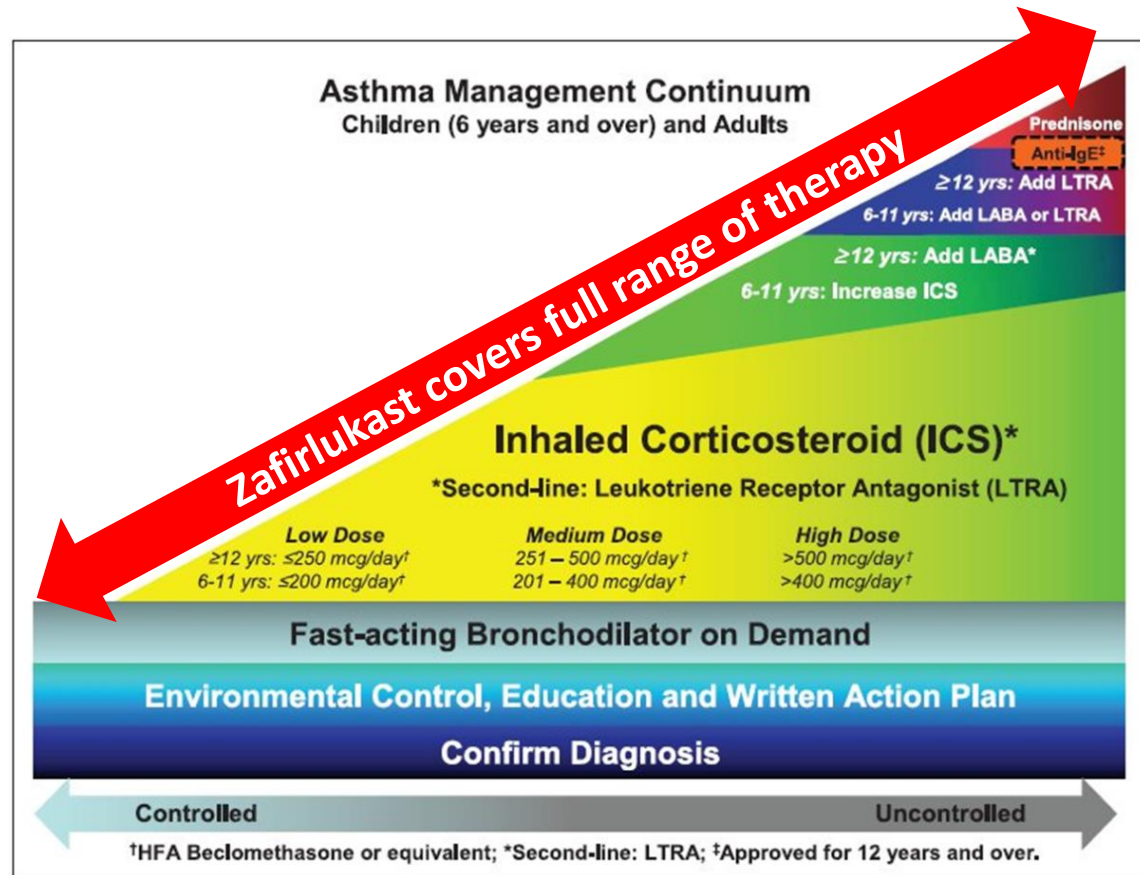 Asthma Management Continuum
Children (6 years and over) and Adults
Zafirlukast covers full range of therapy
Prednisone
Anti-IgE‡
≥12 yrs: Add LTRA
6-11 yrs: Add LABA or LTRA
≥12 yrs: Add LABA*
6-11 yrs: Increase ICS
Inhaled Corticosteroid (ICS)*
*Second-line: Leukotriene Receptor Antagonist (LTRA)
Low Dose Medium Dose High Dose
≥12 yrs: ≤250 mcg/day† 251 – 500 mcg/day† >500 mcg/day†
6-11 yrs: ≤200 mcg/day† 201 – 400 mcg/day† >400 mcg/day†
Fast-acting Bronchodilator on Demand
Environmental Control, Education and Written Action Plan
Confirm Diagnosis
Controlled Uncontrolled
†HFA Beclomethasone or equivalent; *Second-line: LTRA; ‡Approved for 12 years and over.